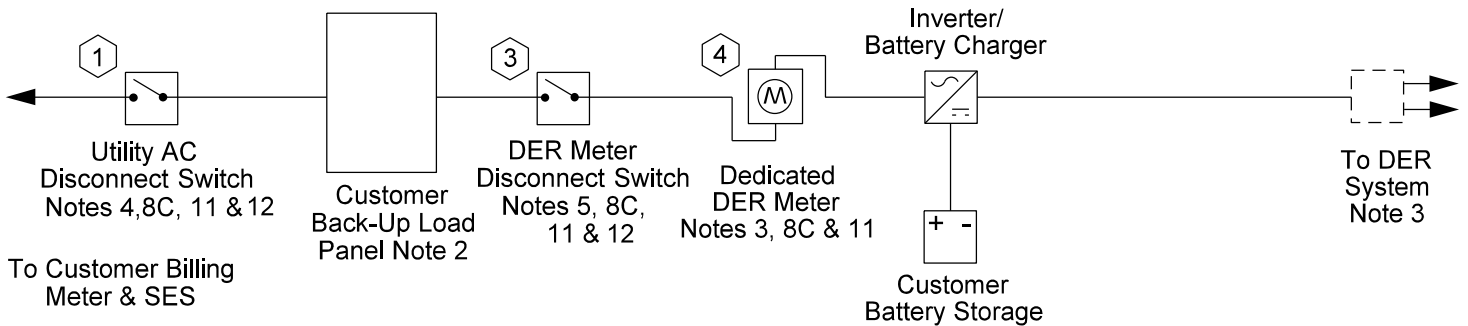 1
Utility AC
Disconnect Switch
Notes 4,8C, 11 & 12
To Customer Billing
Meter & SES
Customer
Back-Up Load
Panel Note 2
3
DER Meter
Disconnect Switch
Notes 5, 8C,
11 & 12
4
M
Dedicated
DER Meter
Notes 3, 8C & 11
Inverter/
Battery Charger
+ -
Customer
Battery Storage
To DER
System
Note 3